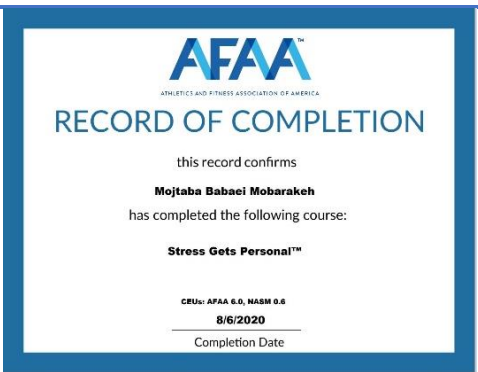 AFAA™
ATHLETICS AND FITNESS ASSOCIATION OF AMERICA
RECORD OF COMPLETION
this record confirms
Mojtaba Babaei Mobarakeh
has completed the following course:
Stress Gets Personal™
CEUs: AFAA 6.0, NASM 0.6
8/6/2020
Completion Date